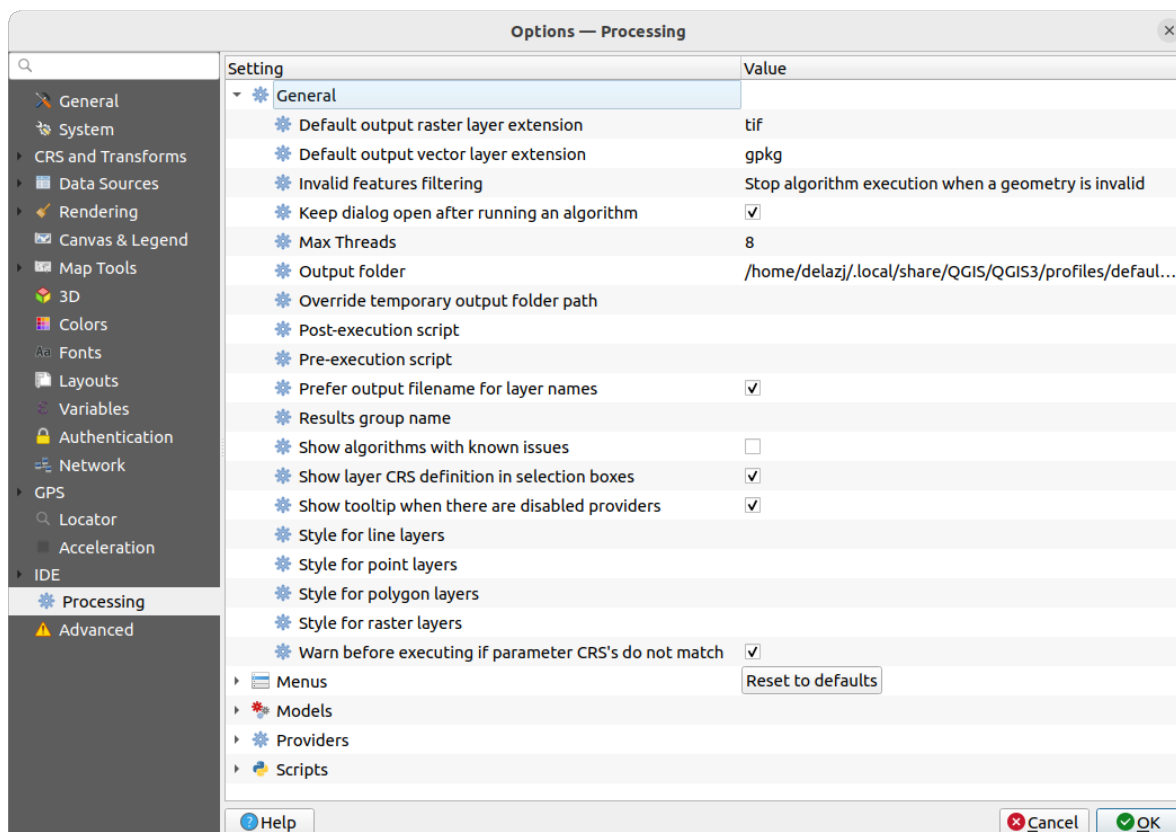 Options — Processing
Setting
Value
General
System
CRS and Transforms
Data Sources
Rendering
Canvas & Legend
Map Tools
3D
Colors
Fonts
Layouts
Variables
Authentication
Network
GPS
Locator
Acceleration
IDE
Processing
Advanced
General
Default output raster layer extension tif
Default output vector layer extension gpkg
Invalid features filtering Stop algorithm execution when a geometry is invalid
Keep dialog open after running an algorithm
Max Threads 8
Output folder /home/delazj/.local/share/QGIS/QGIS3/profiles/defaul...
Override temporary output folder path
Post-execution script
Pre-execution script
Prefer output filename for layer names
Results group name
Show algorithms with known issues
Show layer CRS definition in selection boxes
Show tooltip when there are disabled providers
Style for line layers
Style for point layers
Style for polygon layers
Style for raster layers
Warn before executing if parameter CRS's do not match
Menus Reset to defaults
Models
Providers
Scripts
Help
Cancel
OK